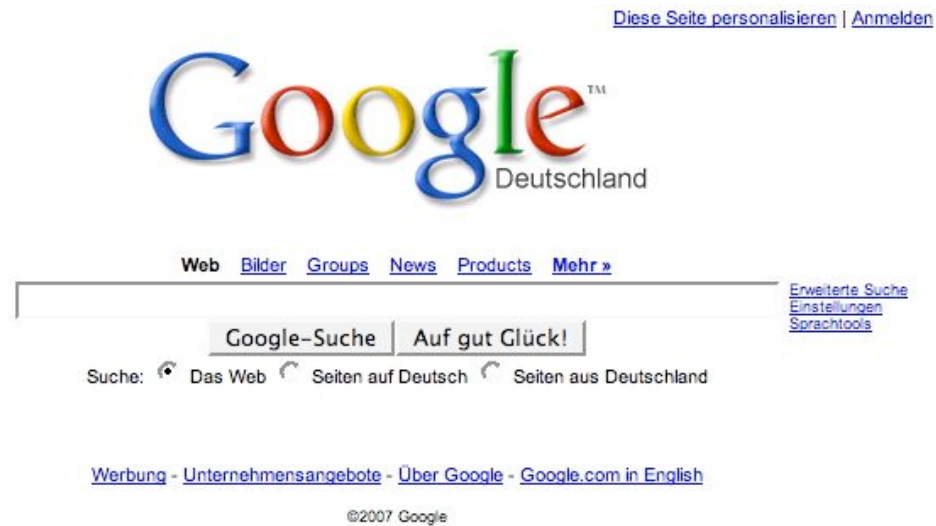 Diese Seite personalisieren | Anmelden
Google™
Deutschland
Web Bilder Groups News Products Mehr »
Erweiterte Suche
Einstellungen
Sprachtools
Google-Suche Auf gut Glück!
Suche: Das Web Seiten auf Deutsch Seiten aus Deutschland
Werbung - Unternehmensangebote - Über Google - Google.com in English
©2007 Google